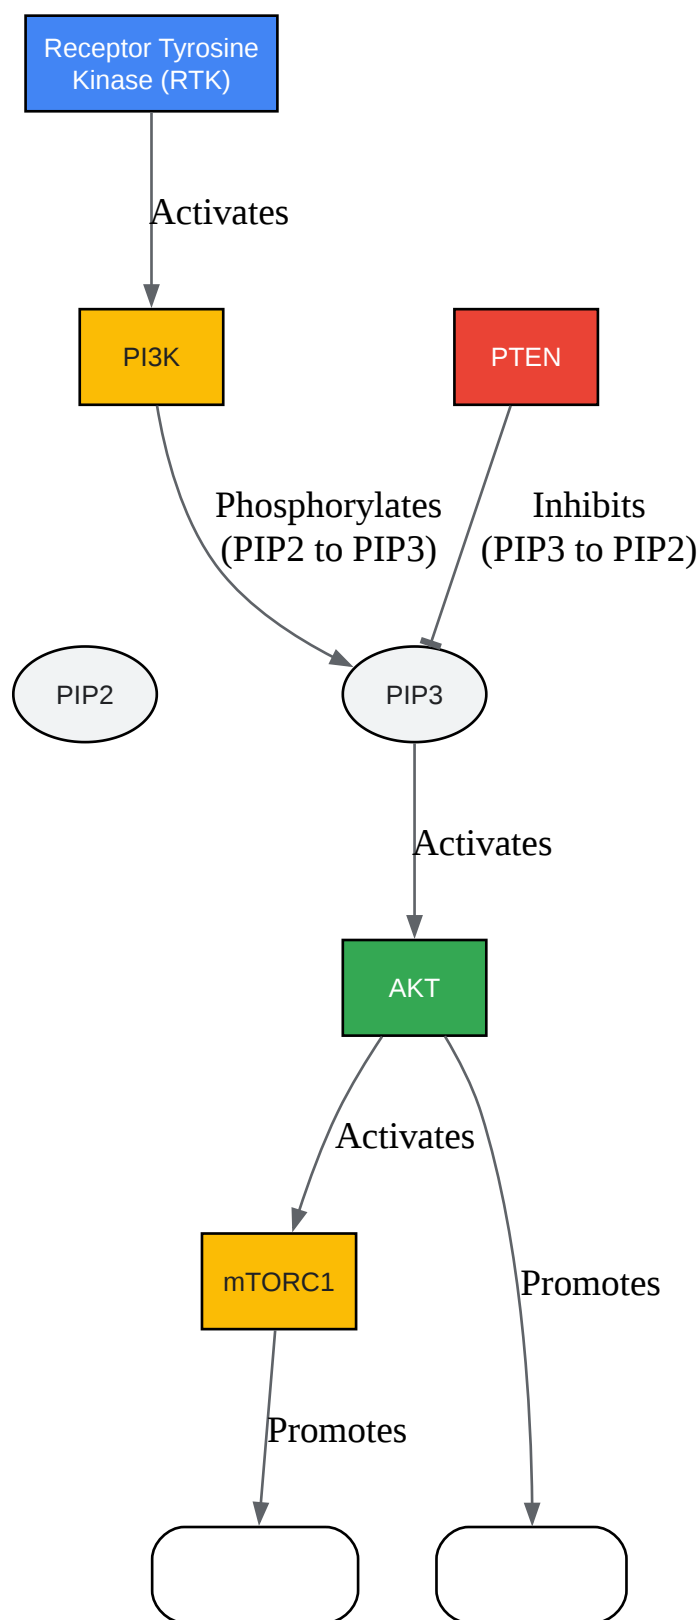 Receptor Tyrosine
Kinase (RTK)
Activates
PI3K
PTEN
Phosphorylates
(PIP2 to PIP3)
Inhibits
(PIP3 to PIP2)
PIP2
PIP3
Activates
AKT
Activates
mTORC1
Promotes
Promotes